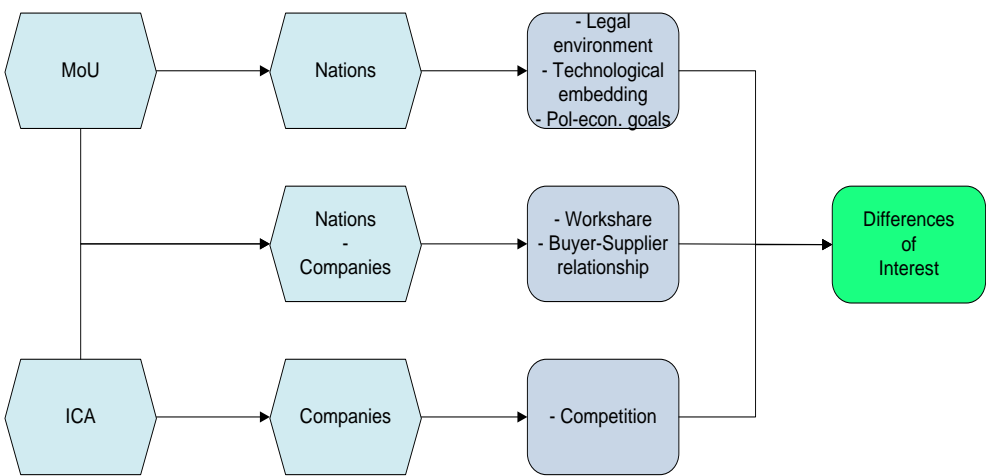 MoU
Nations
- Legal
environment
- Technological
embedding
- Pol-econ. goals
Nations
-
Companies
- Workshare
- Buyer-Supplier
relationship
Differences
of
Interest
ICA
Companies
- Competition